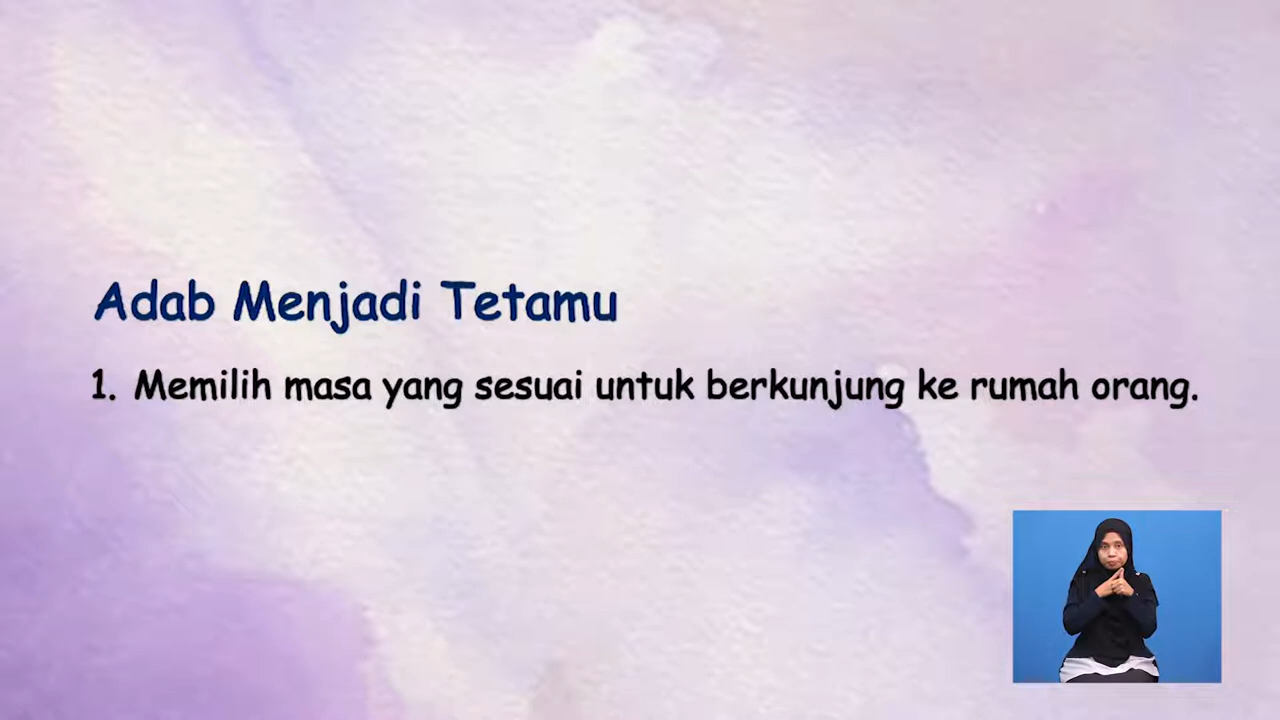 Adab Menjadi Tetamu
1. Memilih masa yang sesuai untuk berkunjung ke rumah orang.